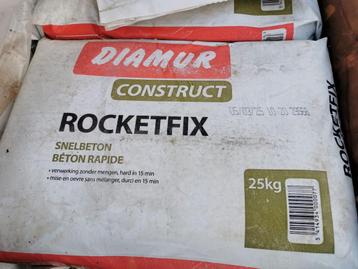 DIAMUR
CONSTRUCT
ROCKETFIX
SNELBETON
BÉTON RAPIDE
• verwerking zonder mengen, hard in 15 min
• mise en oevre sans mélanger, durci en 15 min
25kg
ROCKETFIX